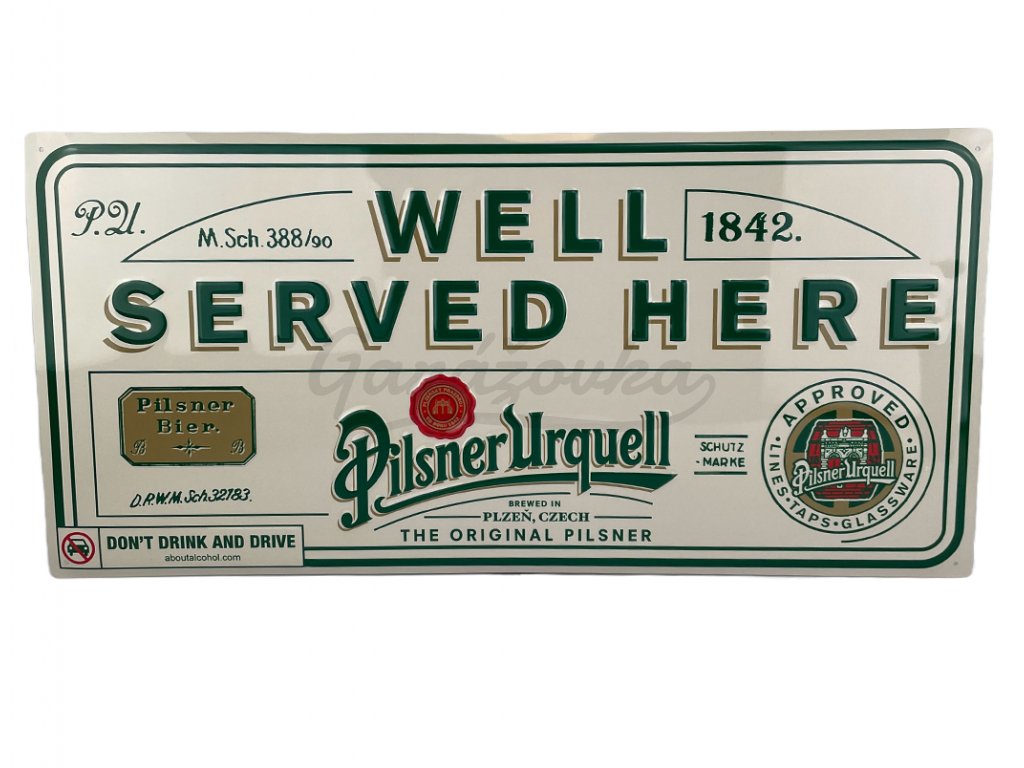 P.U.
M.Sch.388/90
WELL
1842.
SERVED HERE
Garážovka
Pilsner
Bier.
B B
D.R.W.M.Sch.32783.
Pilsner Urquell
BREWED IN
PLZEŇ, CZECH
THE ORIGINAL PILSNER
SCHUTZ
-MARKE
APPROVED
• LINES • TAPS • GLASSWARE •
Pilsner Urquell
DON'T DRINK AND DRIVE
aboutalcohol.com